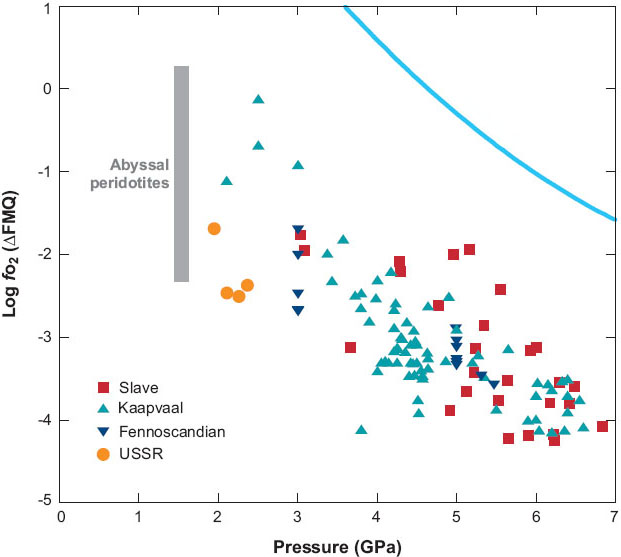 1
0
-1
-2
-3
-4
-5
Log fo2 (ΔFMQ)
Abyssal
peridotites
Slave
Kaapvaal
Fennoscandian
USSR
0 1 2 3 4 5 6 7
Pressure (GPa)